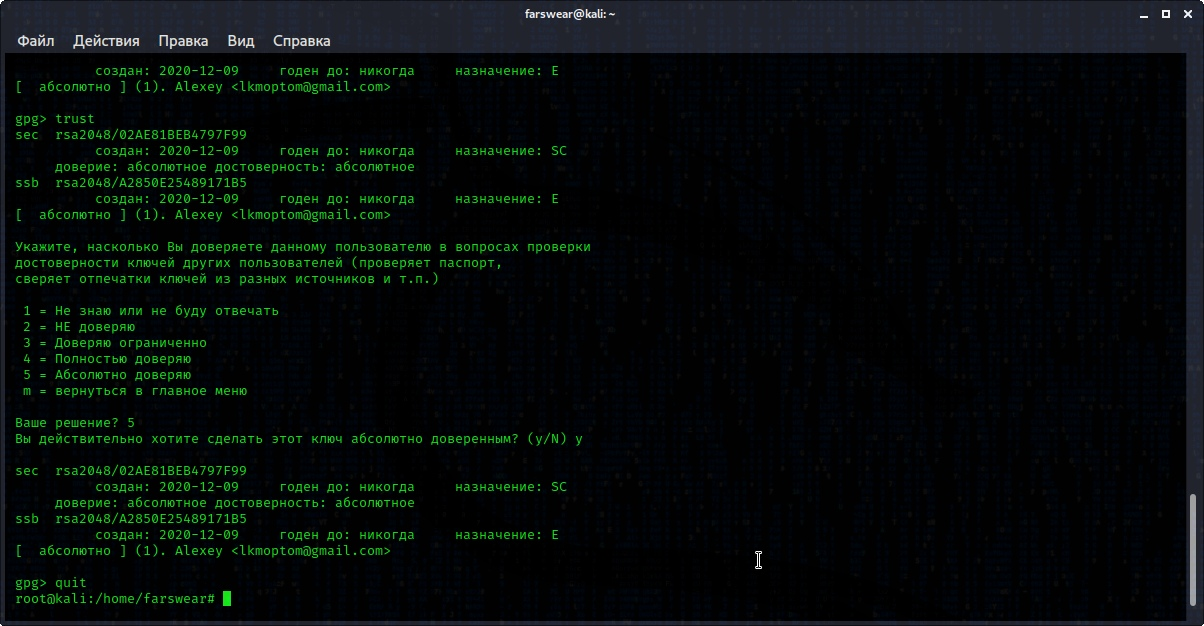 farswear@kali: ~
Файл Действия Правка Вид Справка
создан: 2020-12-09 годен до: никогда назначение: E
[ абсолютно ] (1). Alexey <lkmoptom@gmail.com>
gpg> trust
sec rsa2048/02AE81BEB4797F99
создан: 2020-12-09 годен до: никогда назначение: SC
доверие: абсолютное достоверность: абсолютное
ssb rsa2048/A2850E25489171B5
создан: 2020-12-09 годен до: никогда назначение: E
[ абсолютно ] (1). Alexey <lkmoptom@gmail.com>
Укажите, насколько Вы доверяете данному пользователю в вопросах проверки
достоверности ключей других пользователей (проверяет паспорт,
сверяет отпечатки ключей из разных источников и т.п.)
1 = Не знаю или не буду отвечать
2 = НЕ доверяю
3 = Доверяю ограниченно
4 = Полностью доверяю
5 = Абсолютно доверяю
m = вернуться в главное меню
Ваше решение? 5
Вы действительно хотите сделать этот ключ абсолютно доверенным? (y/N) y
sec rsa2048/02AE81BEB4797F99
создан: 2020-12-09 годен до: никогда назначение: SC
доверие: абсолютное достоверность: абсолютное
ssb rsa2048/A2850E25489171B5
создан: 2020-12-09 годен до: никогда назначение: E
[ абсолютно ] (1). Alexey <lkmoptom@gmail.com>
gpg> quit
root@kali:/home/farswear#